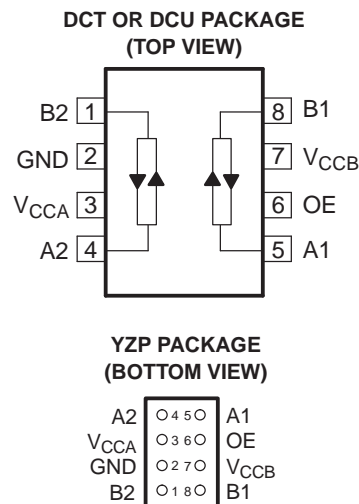 DCT OR DCU PACKAGE
(TOP VIEW)
B2 1 8 B1
GND 2 7 VCCB
VCCA 3 6 OE
A2 4 5 A1
YZP PACKAGE
(BOTTOM VIEW)
A2 4 5 A1
VCCA 3 6 OE
GND 2 7 VCCB
B2 1 8 B1